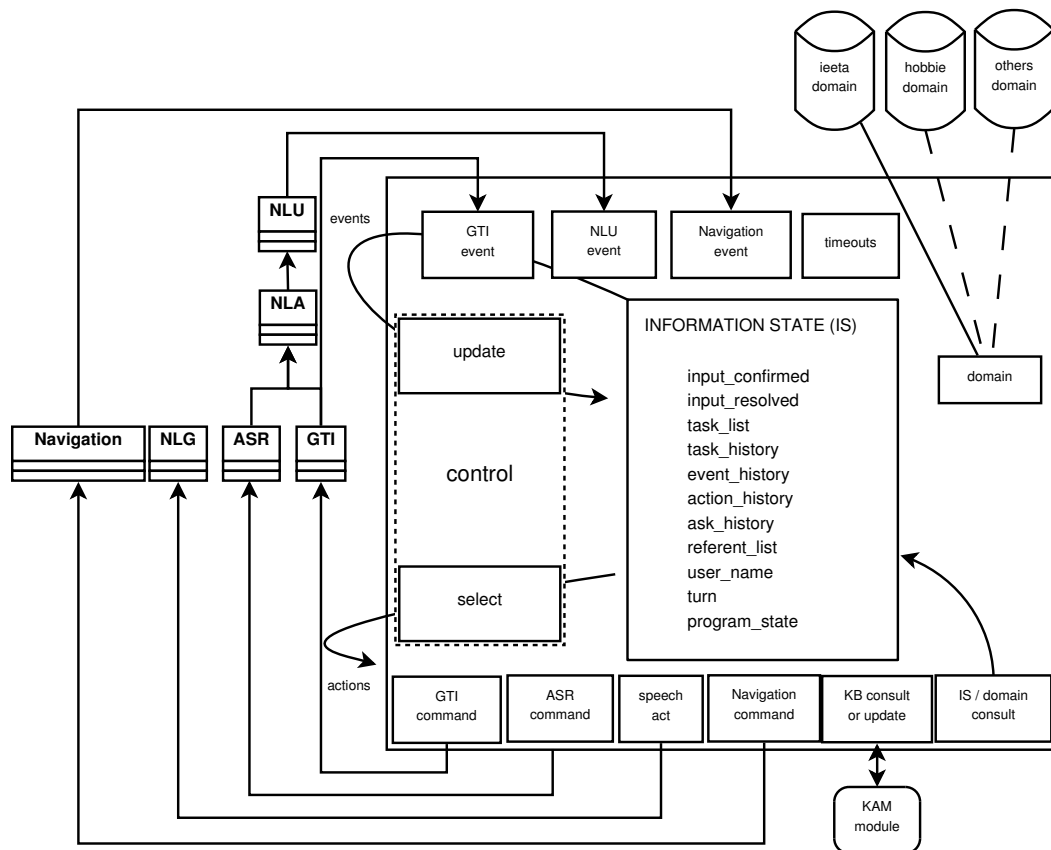 ieeta
domain
hobbie
domain
others
domain
NLU
events
GTI
event
NLU
event
Navigation
event
timeouts
NLA
update
INFORMATION STATE (IS)
domain
input_confirmed
input_resolved
task_list
task_history
event_history
action_history
ask_history
referent_list
user_name
turn
program_state
Navigation
NLG
ASR
GTI
control
select
actions
GTI
command
ASR
command
speech
act
Navigation
command
KB consult
or update
IS / domain
consult
KAM
module